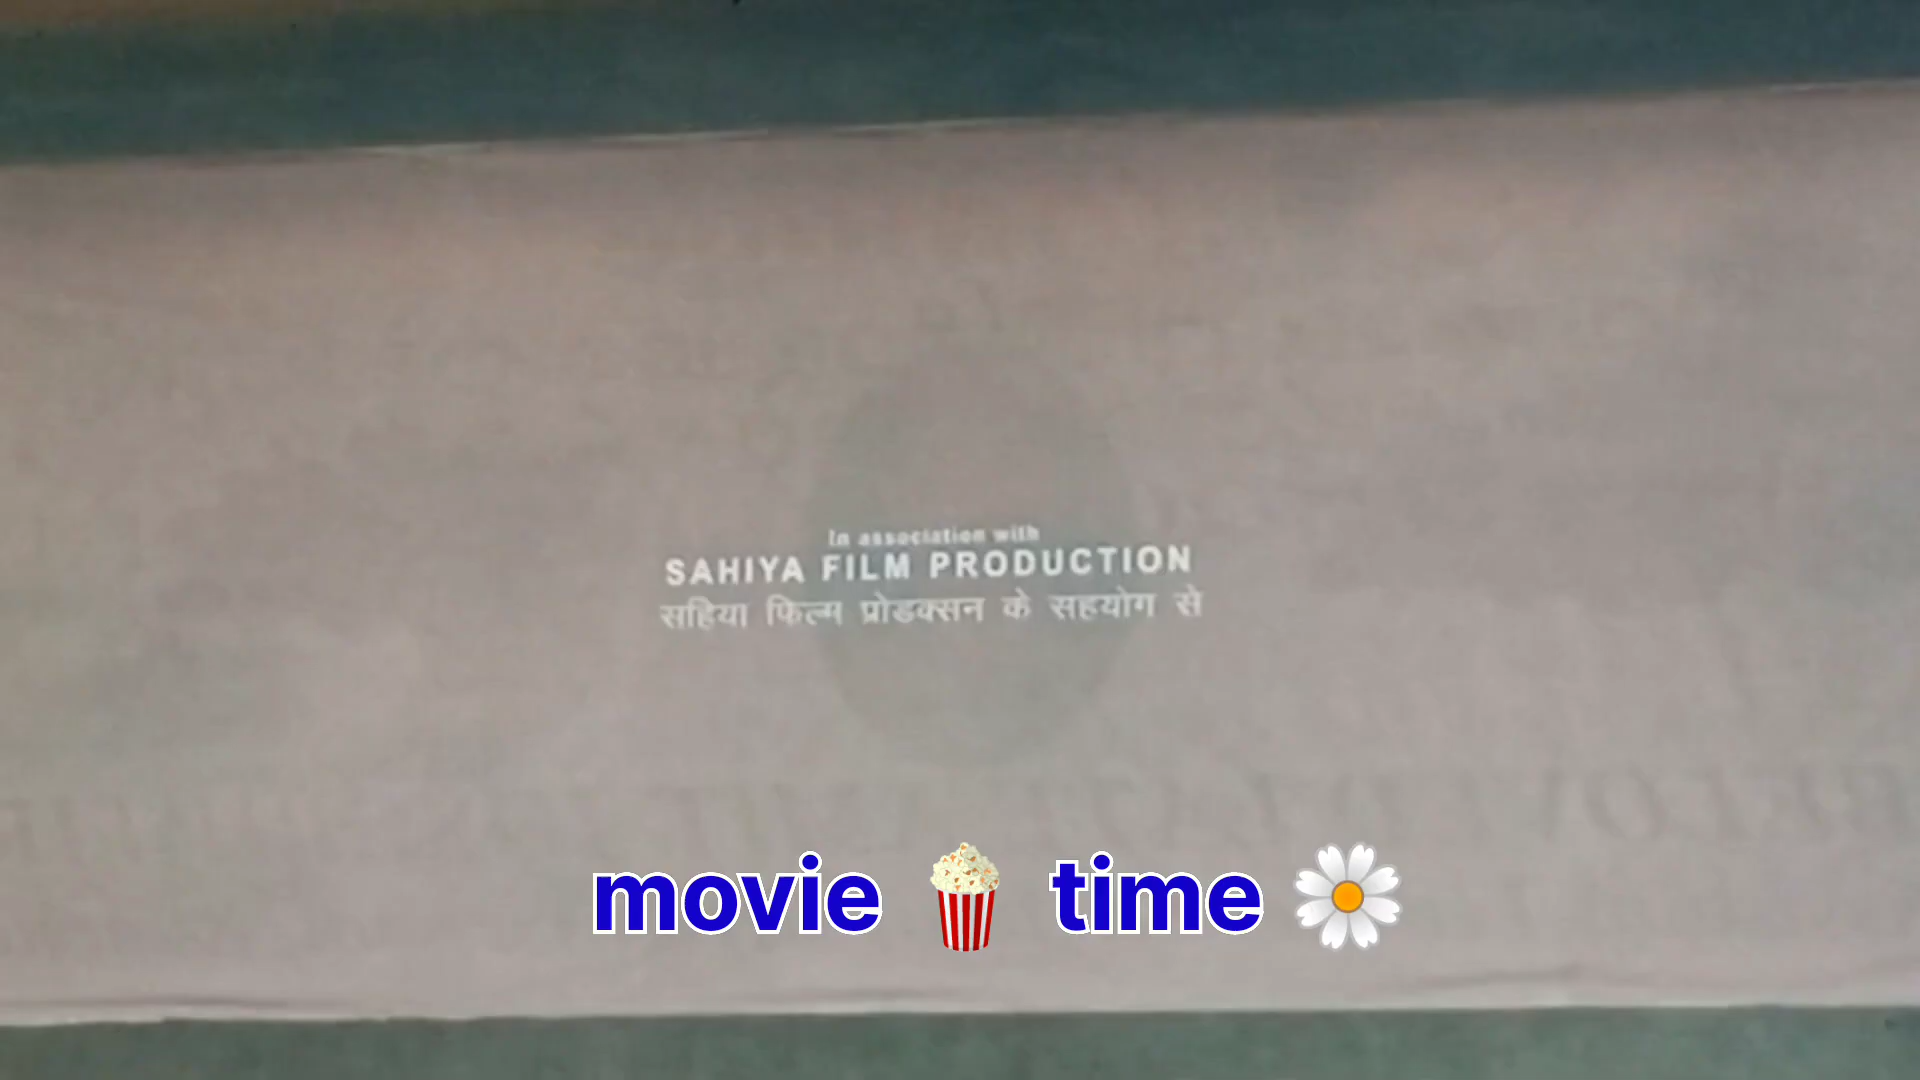 In association with
SAHIYA FILM PRODUCTION
सहिया फिल्म प्रोडक्सन के सहयोग से
movie 🍿 time 🌼